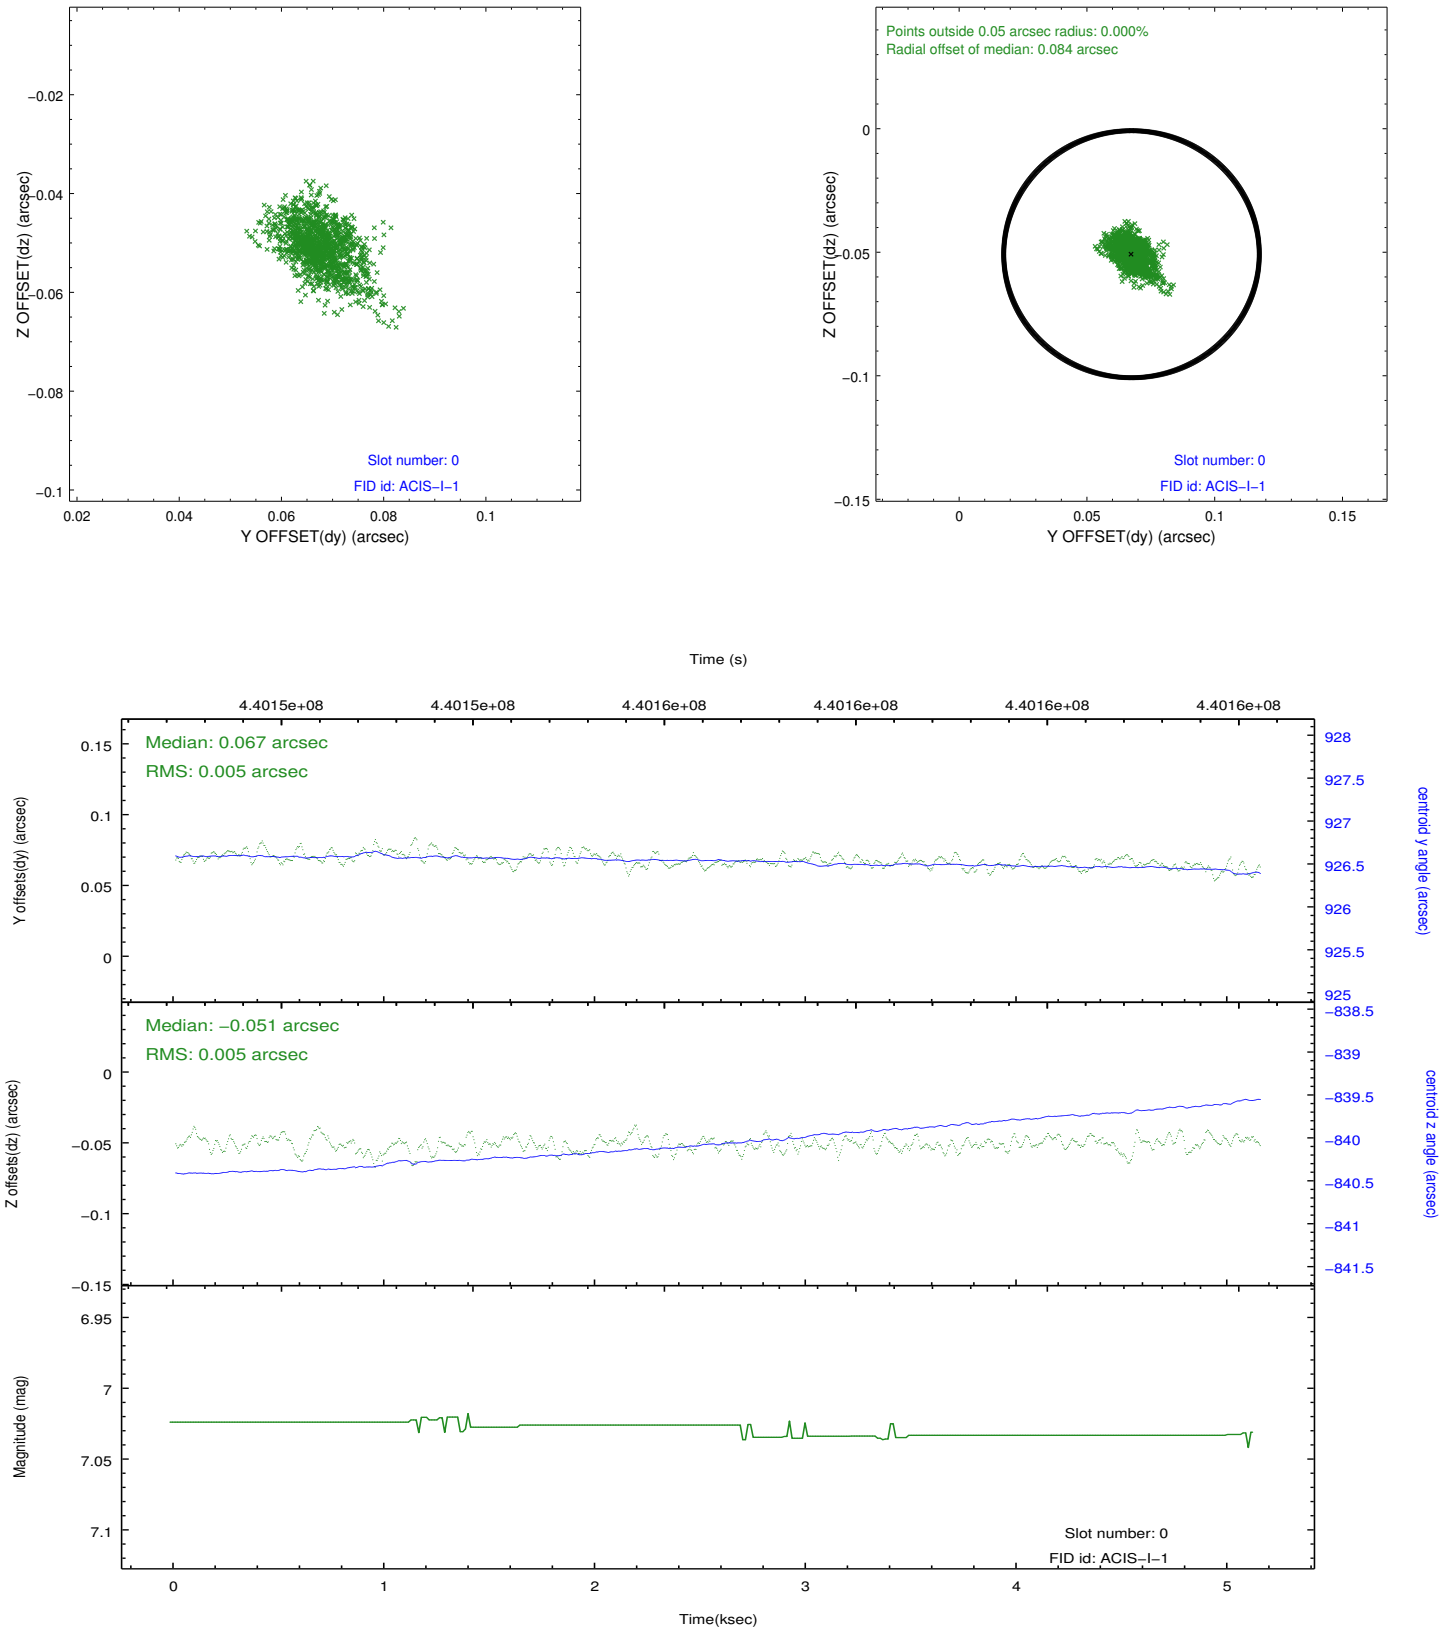 −0.02
−0.04
−0.06
−0.08
−0.1
Z OFFSET(dz) (arcsec)
Slot number: 0
FID id: ACIS−I−1
0.02 0.04 0.06 0.08 0.1
Y OFFSET(dy) (arcsec)
Points outside 0.05 arcsec radius: 0.000%
Radial offset of median: 0.084 arcsec
0
−0.05
−0.1
−0.15
Z OFFSET(dz) (arcsec)
Slot number: 0
FID id: ACIS−I−1
0 0.05 0.1 0.15
Y OFFSET(dy) (arcsec)
Time (s)
4.4015e+08 4.4015e+08 4.4016e+08 4.4016e+08 4.4016e+08 4.4016e+08
Median: 0.067 arcsec
RMS: 0.005 arcsec
0.15
0.1
0.05
0
Y offsets(dy) (arcsec)
928
927.5
927
926.5
926
925.5
925
centroid y angle (arcsec)
Median: −0.051 arcsec
RMS: 0.005 arcsec
0
−0.05
−0.1
−0.15
Z offsets(dz) (arcsec)
−838.5
−839
−839.5
−840
−840.5
−841
−841.5
centroid z angle (arcsec)
6.95
7
7.05
7.1
Magnitude (mag)
Slot number: 0
FID id: ACIS−I−1
0 1 2 3 4 5
Time(ksec)